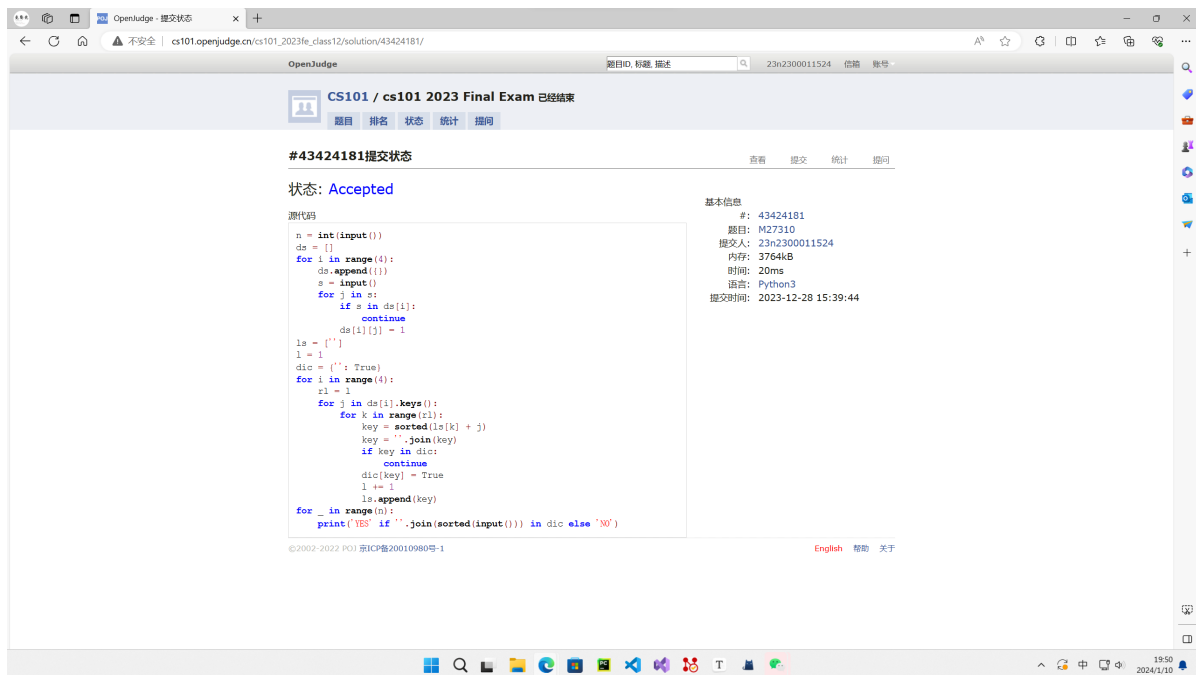 OpenJudge - 提交状态
不安全 | cs101.openjudge.cn/cs101_2023fe_class12/solution/43424181/
OpenJudge
题目ID, 标题, 描述
23n2300011524 信箱 账号
CS101 / cs101 2023 Final Exam 已经结束
题目 排名 状态 统计 提问
#43424181提交状态
查看 提交 统计 提问
状态: Accepted
源代码
n = int(input())
ds = []
for i in range(4):
    ds.append({})
    s = input()
    for j in s:
        if s in ds[i]:
            continue
        ds[i][j] = 1
ls = ['']
l = 1
dic = {'': True}
for i in range(4):
    rl = l
    for j in ds[i].keys():
        for k in range(rl):
            key = sorted(ls[k] + j)
            key = ''.join(key)
            if key in dic:
                continue
            dic[key] = True
            l += 1
            ls.append(key)
for _ in range(n):
    print('YES' if ''.join(sorted(input())) in dic else 'NO')
基本信息
#: 43424181
题目: M27310
提交人: 23n2300011524
内存: 3764kB
时间: 20ms
语言: Python3
提交时间: 2023-12-28 15:39:44
©2002-2022 POJ 京ICP备20010980号-1
English 帮助 关于
中
19:50
2024/1/10